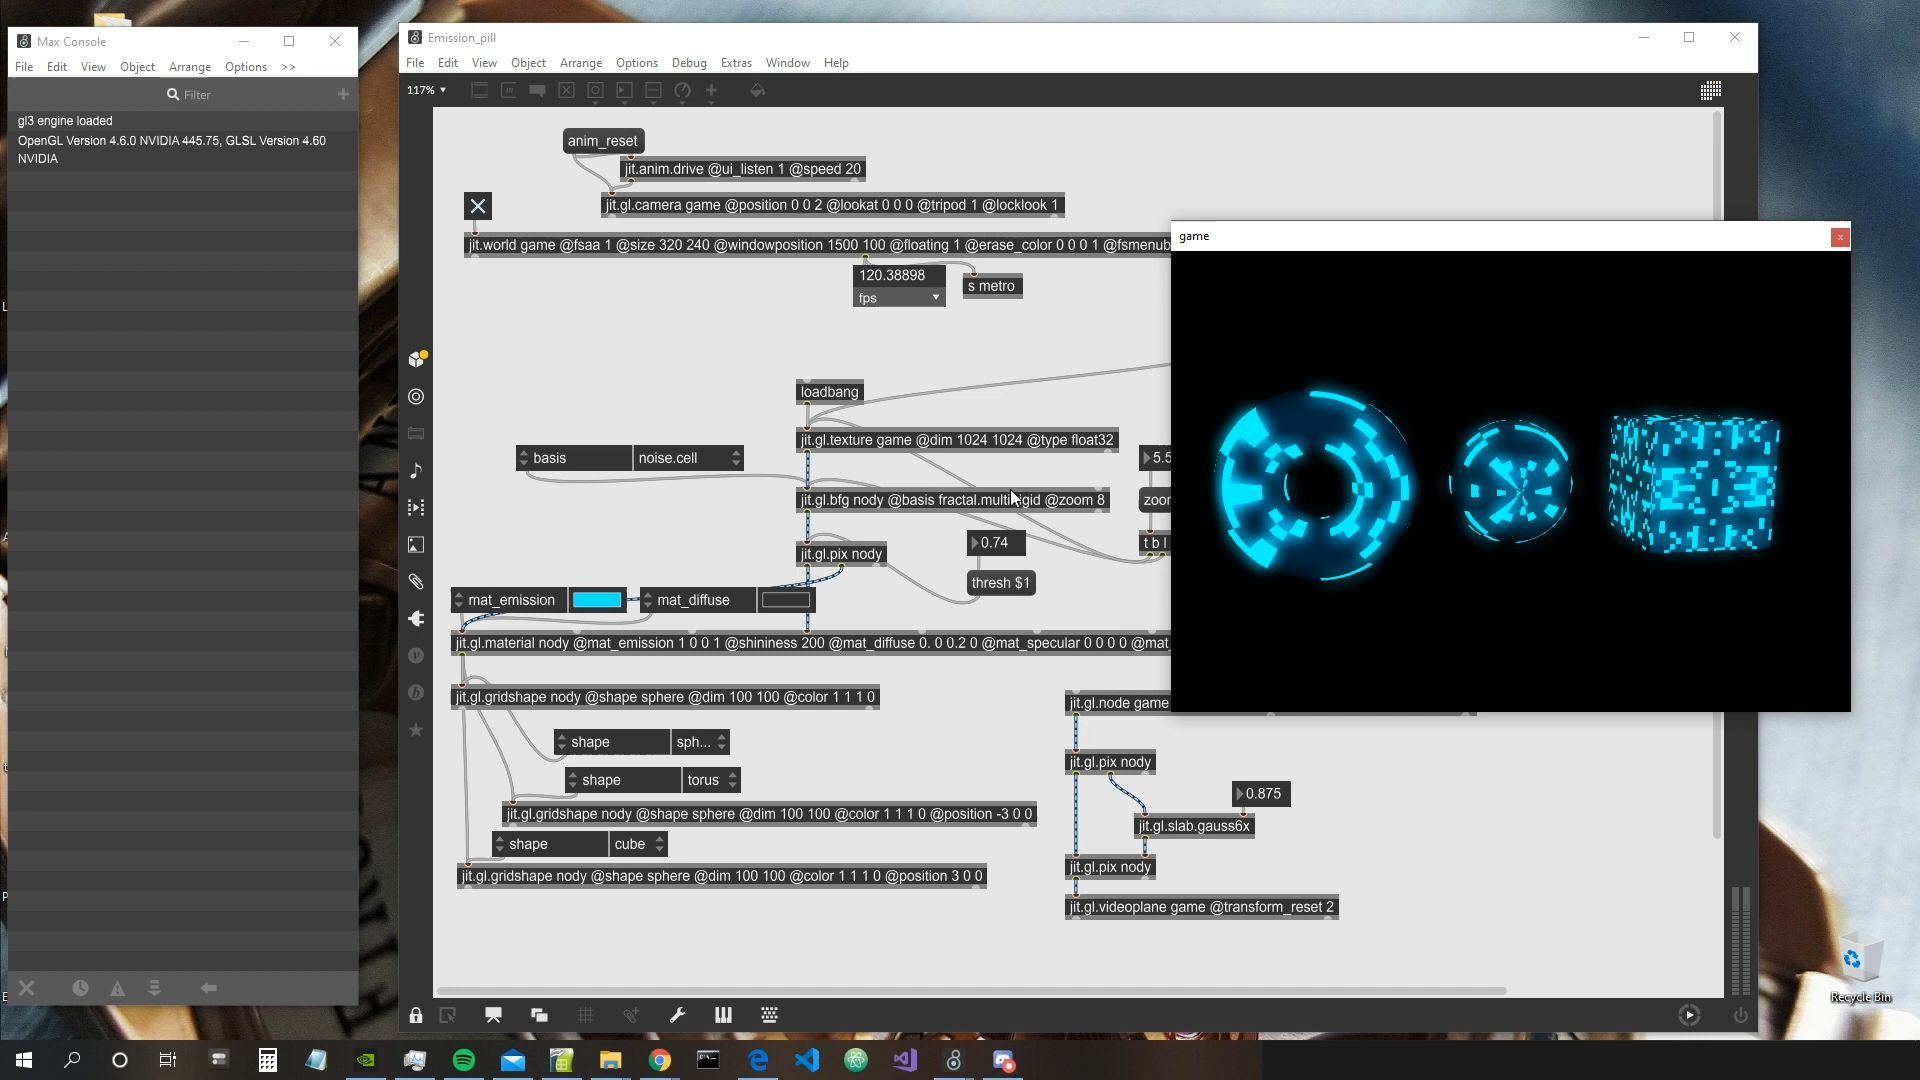 Max Console
File Edit View Object Arrange Options >>
Filter
gl3 engine loaded
OpenGL Version 4.6.0 NVIDIA 445.75, GLSL Version 4.60
NVIDIA
Emission_pill
File Edit View Object Arrange Options Debug Extras Window Help
117%
anim_reset
jit.anim.drive @ui_listen 1 @speed 20
jit.gl.camera game @position 0 0 2 @lookat 0 0 0 @tripod 1 @locklook 1
jit.world game @fsaa 1 @size 320 240 @windowposition 1500 100 @floating 1 @erase_color 0 0 0 1 @fsmenub
120.38898
fps
s metro
game
x
loadbang
jit.gl.texture game @dim 1024 1024 @type float32
basis noise.cell
5.5
jit.gl.bfg nody @basis fractal.multi igid @zoom 8
zoor
jit.gl.pix nody
0.74
t b l
thresh $1
mat_emission mat_diffuse
jit.gl.material nody @mat_emission 1 0 0 1 @shininess 200 @mat_diffuse 0. 0 0.2 0 @mat_specular 0 0 0 0 @mat_
jit.gl.gridshape nody @shape sphere @dim 100 100 @color 1 1 1 0
shape sph...
shape torus
jit.gl.gridshape nody @shape sphere @dim 100 100 @color 1 1 1 0 @position -3 0 0
shape cube
jit.gl.gridshape nody @shape sphere @dim 100 100 @color 1 1 1 0 @position 3 0 0
jit.gl.node game
jit.gl.pix nody
0.875
jit.gl.slab.gauss6x
jit.gl.pix nody
jit.gl.videoplane game @transform_reset 2
Recycle Bin